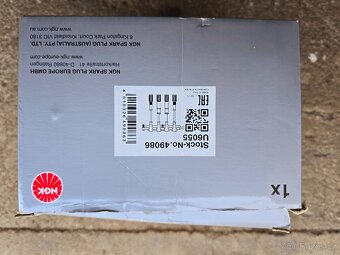 NGK SPARK PLUG EUROPE GMBH
Harkortstraße 41 · D-40880 Ratingen
www.ngk-europe.com
NGK SPARK PLUG (AUSTRALIA) PTY. LTD.
6 Kingston Park Court, Knoxfield VIC 3180
www.ngk.com.au
Stock-No.49086
U6055
EAC
1x
NGK